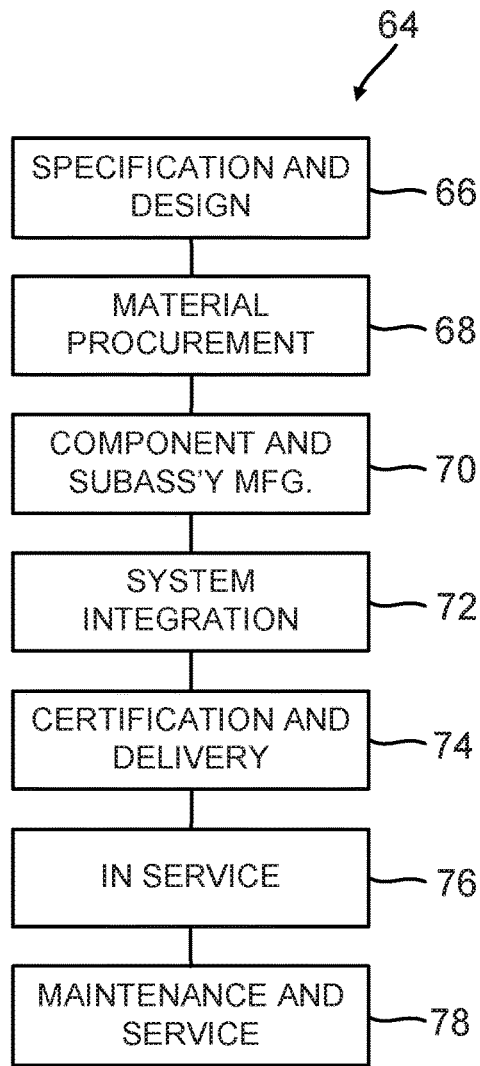 64
SPECIFICATION AND
DESIGN
66
MATERIAL
PROCUREMENT
68
COMPONENT AND
SUBASS'Y MFG.
70
SYSTEM
INTEGRATION
72
CERTIFICATION AND
DELIVERY
74
IN SERVICE
76
MAINTENANCE AND
SERVICE
78